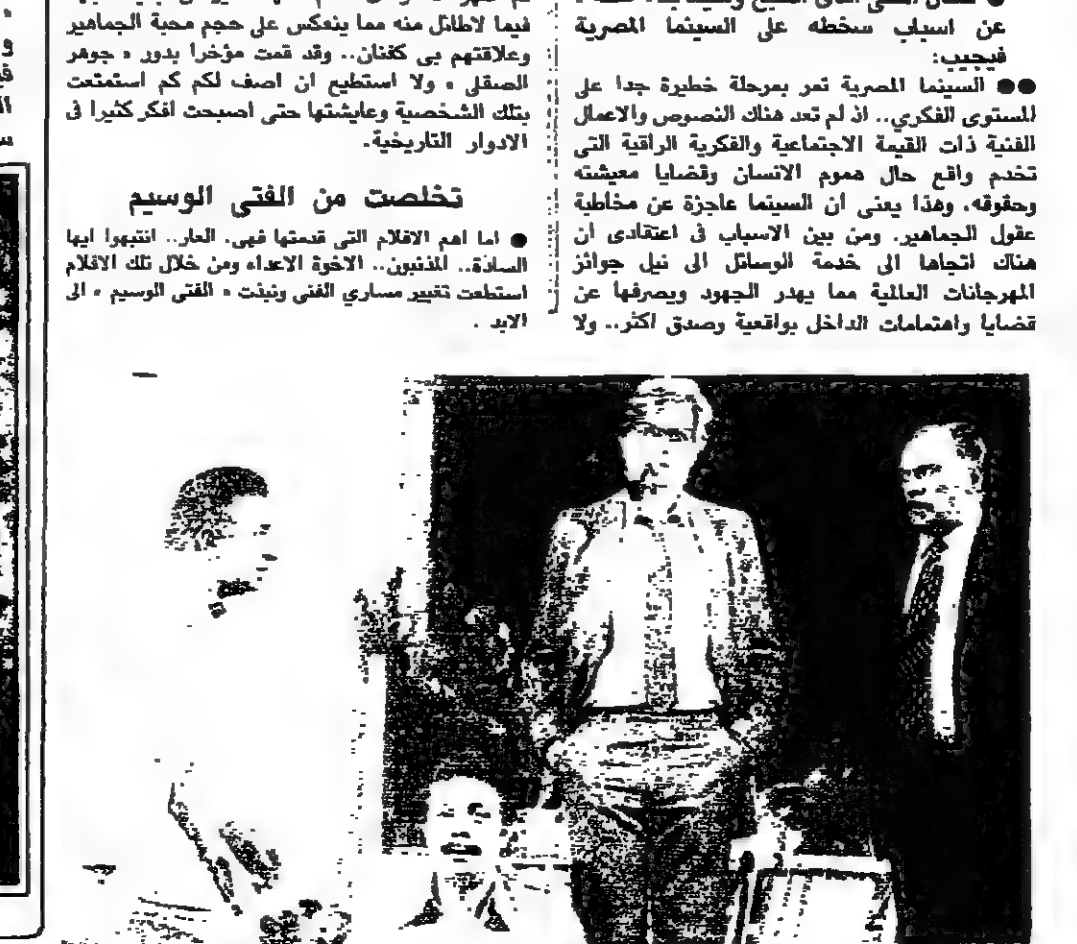 عن اسباب سخطه على السينما المصرية
فيجيب:
●● السينما المصرية تمر بمرحلة خطيرة جدا على
المستوى الفكري.. اذ لم تعد هناك النصوص والاعمال
الفنية ذات القيمة الاجتماعية والفكرية الراقية التى
تخدم واقع حال هموم الانسان وقضايا معيشته
وحقوقه، وهذا يعنى ان السينما عاجزة عن مخاطبة
عقول الجماهير. ومن بين الاسباب فى اعتقادى ان
هناك اتجاها الى خدمة الوسائل الى نيل جوائز
المهرجانات العالمية مما يهدر الجهود ويصرفها عن
قضايا واهتمامات الداخل بواقعية وصدق اكثر.. ولا
فيما لاطائل منه مما ينعكس على حجم محبة الجماهير
وعلاقتهم بى كفنان.. وقد قمت مؤخرا بدور « جوهر
الصقلى » ولا استطيع ان اصف لكم كم استمتعت
بتلك الشخصية وعايشتها حتى اصبحت افكر كثيرا فى
الادوار التاريخية.
تخلصت من الفتى الوسيم
● اما اهم الافلام التى قدمتها فهى. العار.. انتبهوا ايها
السادة.. المذنبون.. الاخوة الاعداء ومن خلال تلك الافلام
استطعت تغيير مساري الفنى ونبذت « الفتى الوسيم » الى
الابد .